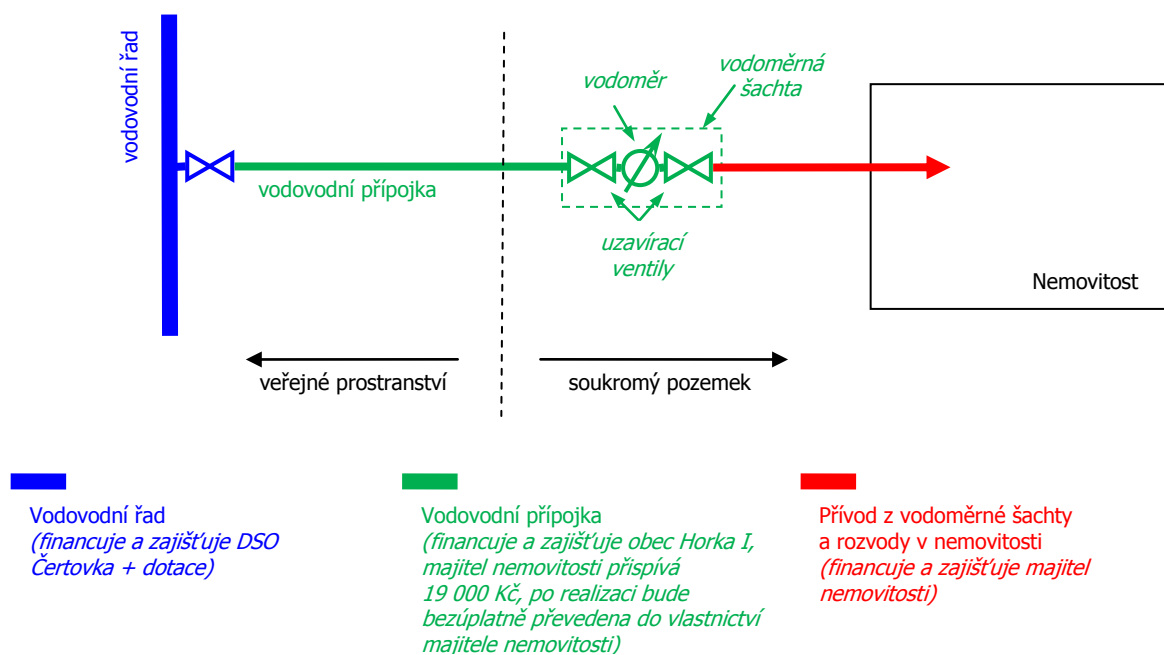 vodovodní řad
vodovodní přípojka
vodoměr
vodoměrná
šachta
uzavírací
ventily
Nemovitost
veřejné prostranství
soukromý pozemek
Vodovodní řad
(financuje a zajišťuje DSO
Čertovka + dotace)
Vodovodní přípojka
(financuje a zajišťuje obec Horka I,
majitel nemovitosti přispívá
19 000 Kč, po realizaci bude
bezúplatně převedena do vlastnictví
majitele nemovitosti)
Přívod z vodoměrné šachty
a rozvody v nemovitosti
(financuje a zajišťuje majitel
nemovitosti)